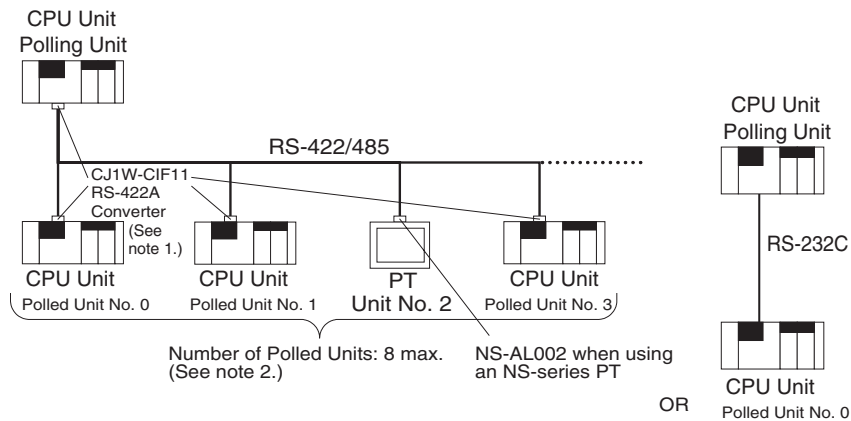 CPU Unit
Polling Unit
RS-422/485
CJ1W-CIF11
RS-422A
Converter
(See
note 1.)
CPU Unit
Polled Unit No. 0
CPU Unit
Polled Unit No. 1
PT
Unit No. 2
CPU Unit
Polled Unit No. 3
Number of Polled Units: 8 max.
(See note 2.)
NS-AL002 when using
an NS-series PT
OR
CPU Unit
Polling Unit
RS-232C
CPU Unit
Polled Unit No. 0